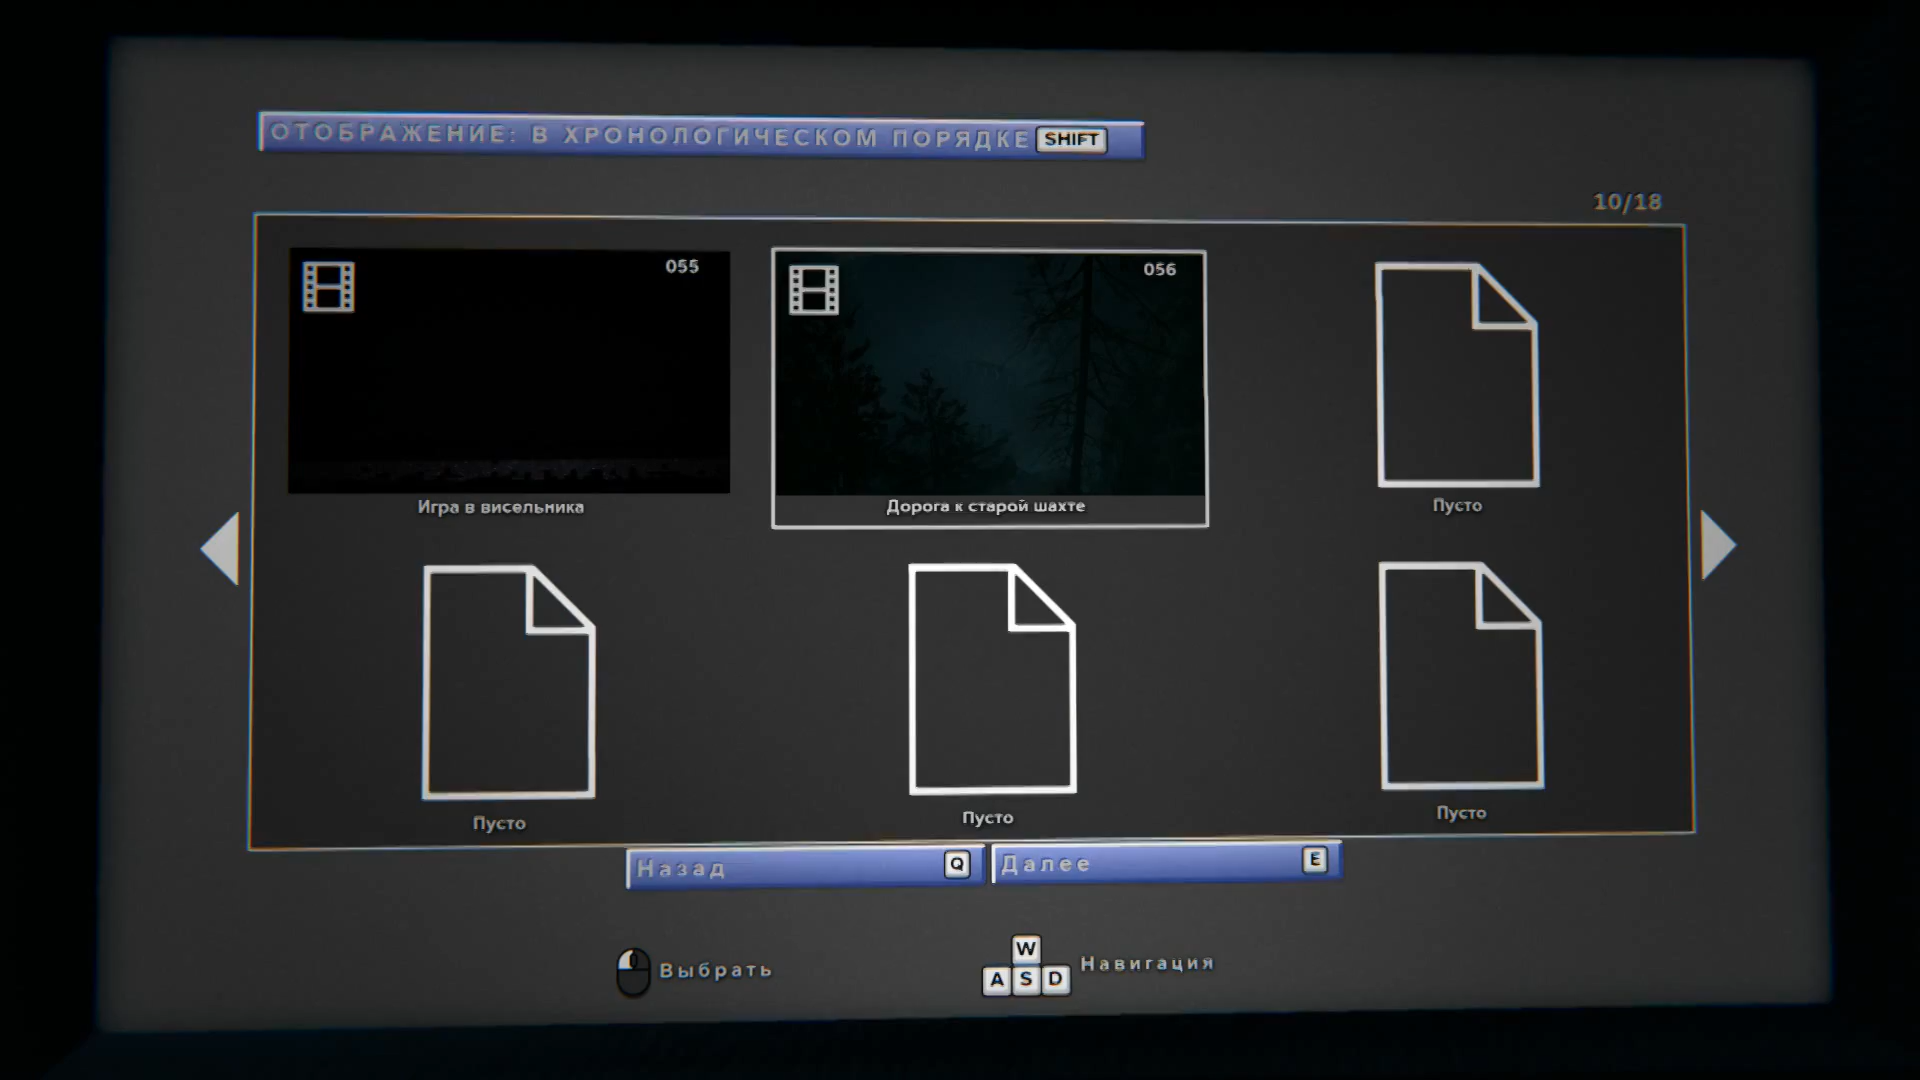 ОТОБРАЖЕНИЕ: В ХРОНОЛОГИЧЕСКОМ ПОРЯДКЕ SHIFT
10/18
055
056
Игра в висельника
Дорога к старой шахте
Пусто
Пусто
Пусто
Пусто
Назад Q
Далее E
Выбрать
W
A S D
Навигация